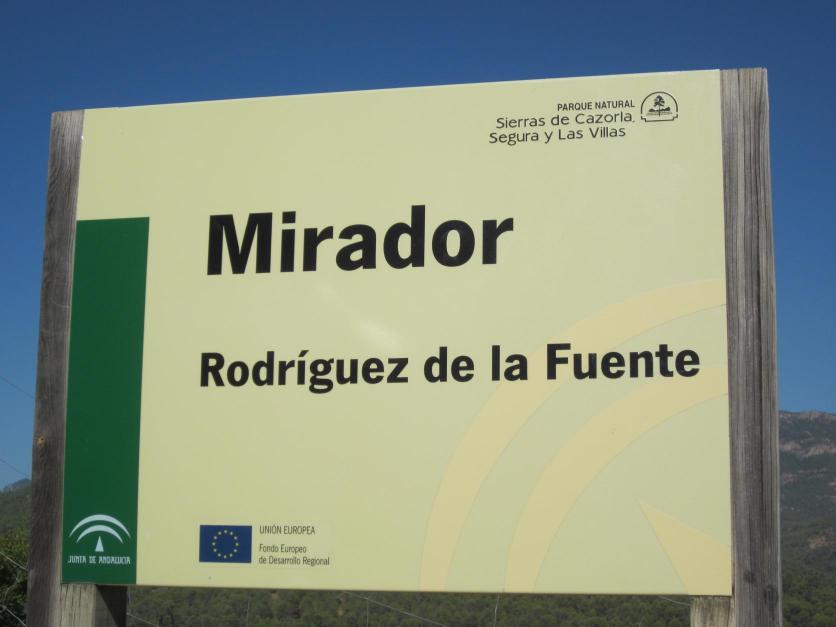 PARQUE NATURAL
Sierras de Cazorla,
Segura y Las Villas
Mirador
Rodríguez de la Fuente
JUNTA DE ANDALUCIA
UNIÓN EUROPEA
Fondo Europeo
de Desarrollo Regional